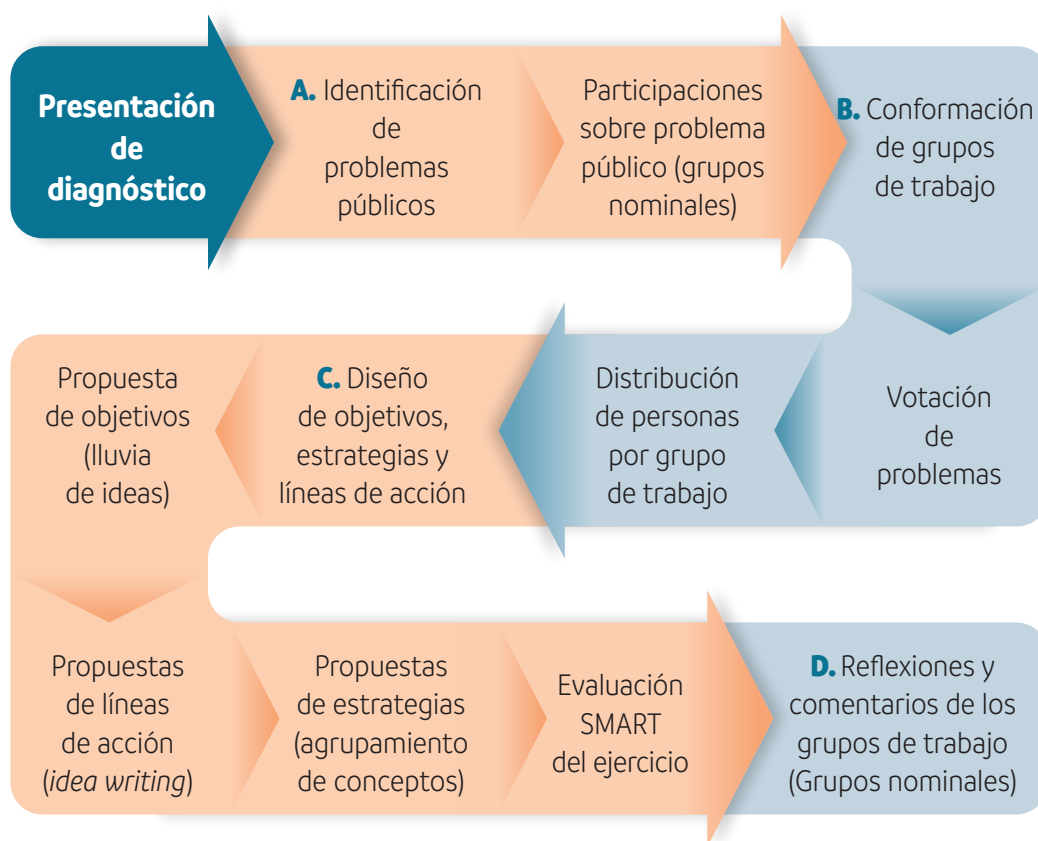 Presentación
de
diagnóstico
A. Identificación
de
problemas
públicos
Participaciones
sobre problema
público (grupos
nominales)
B. Conformación
de grupos
de trabajo
Votación
de
problemas
Distribución
de personas
por grupo
de trabajo
C. Diseño
de objetivos,
estrategias y
líneas de acción
Propuesta
de objetivos
(lluvia
de ideas)
Propuestas
de líneas
de acción
(idea writing)
Propuestas
de estrategias
(agrupamiento
de conceptos)
Evaluación
SMART
del ejercicio
D. Reflexiones y
comentarios de los
grupos de trabajo
(Grupos nominales)